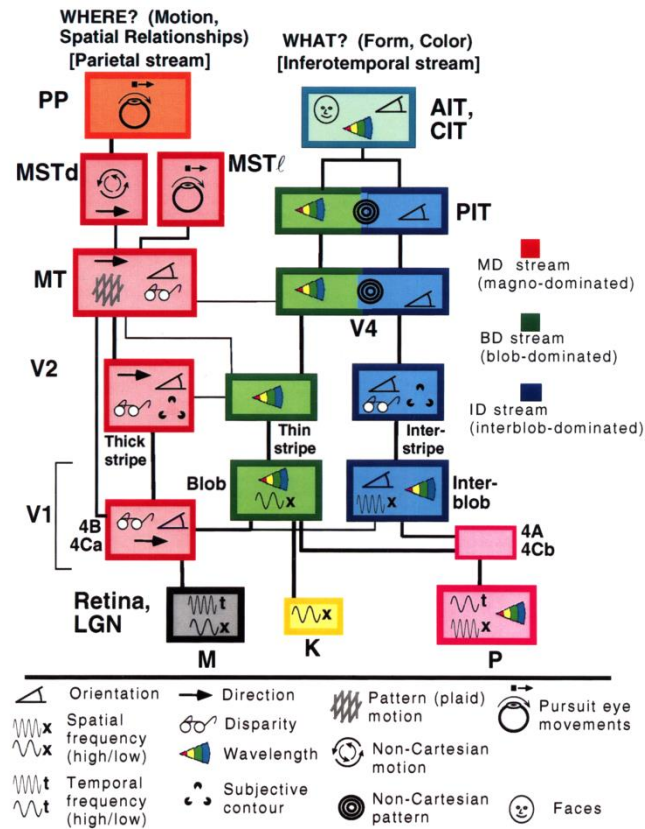 WHERE? (Motion,
Spatial Relationships)
[Parietal stream]
WHAT? (Form, Color)
[Inferotemporal stream]
PP
AIT,
CIT
MSTd
MSTℓ
PIT
MT
V4
MD stream
(magno-dominated)
BD stream
(blob-dominated)
ID stream
(interblob-dominated)
V2
Thick
stripe
Thin
stripe
Inter-
stripe
V1
Blob
Inter-
blob
x
x
4B
4Ca
4A
4Cb
Retina,
LGN
t
x
x
t
x
M
K
P
Orientation
Direction
Pattern (plaid)
motion
Pursuit eye
movements
x
x
Spatial
frequency
(high/low)
Disparity
Wavelength
Non-Cartesian
motion
t
t
Temporal
frequency
(high/low)
Subjective
contour
Non-Cartesian
pattern
Faces